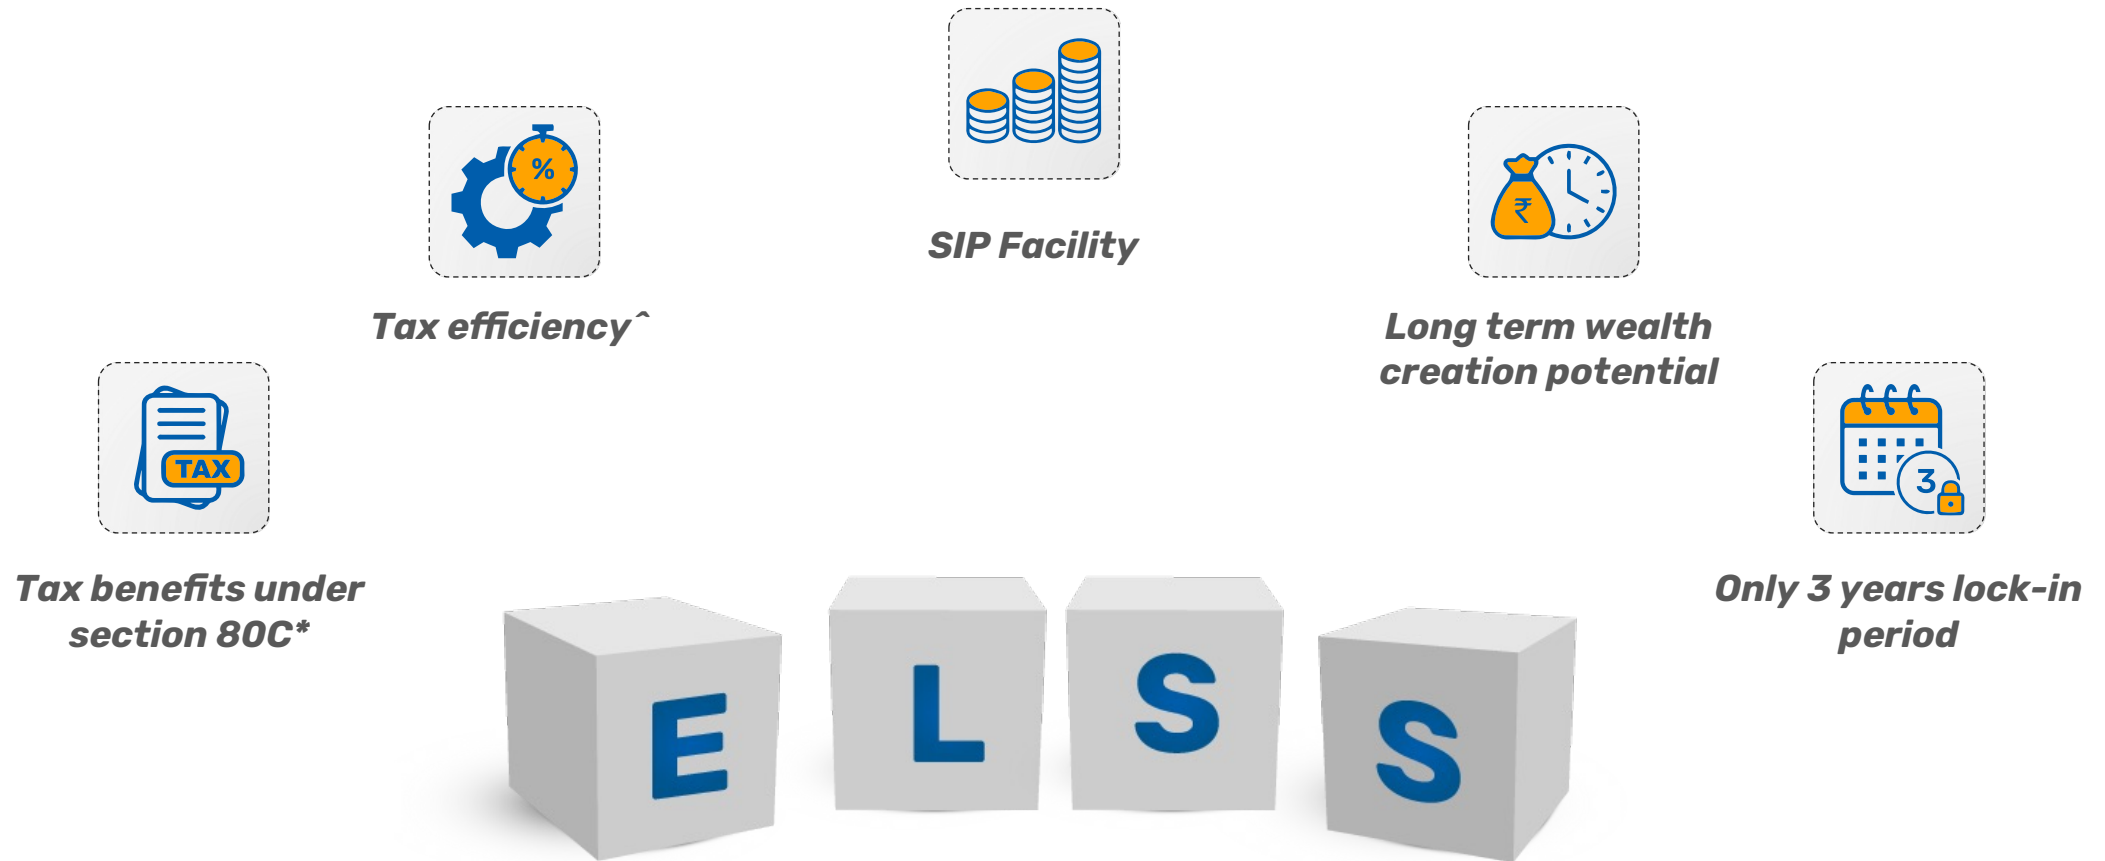 SIP Facility
%
Tax efficiency^
₹
Long term wealth
creation potential
TAX
Tax benefits under
section 80C*
3
Only 3 years lock-in
period
E L S S